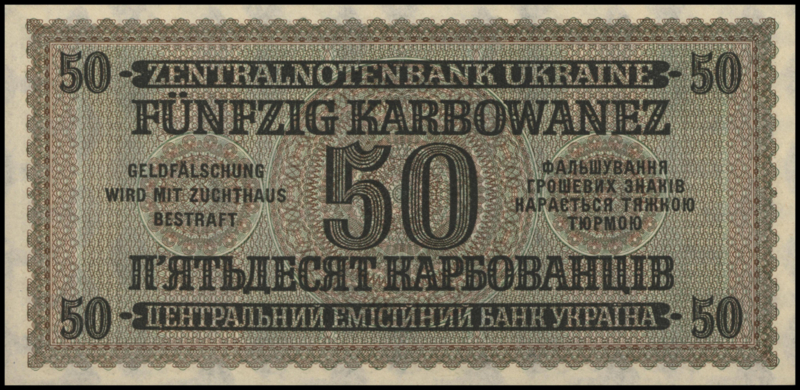 50 ZENTRALNOTENBANK UKRAINE 50
FÜNFZIG KARBOWANEZ
GELDFÄLSCHUNG
WIRD MIT ZUCHTHAUS
BESTRAFT
50
ФАЛЬШУВАННЯ
ГРОШЕВИХ ЗНАКІВ
КАРАЄТЬСЯ ТЯЖКОЮ
ТЮРМОЮ
П'ЯТЬДЕСЯТ КАРБОВАНЦІВ
50 ЦЕНТРАЛЬНИЙ ЕМІСІЙНИЙ БАНК УКРАЇНА 50